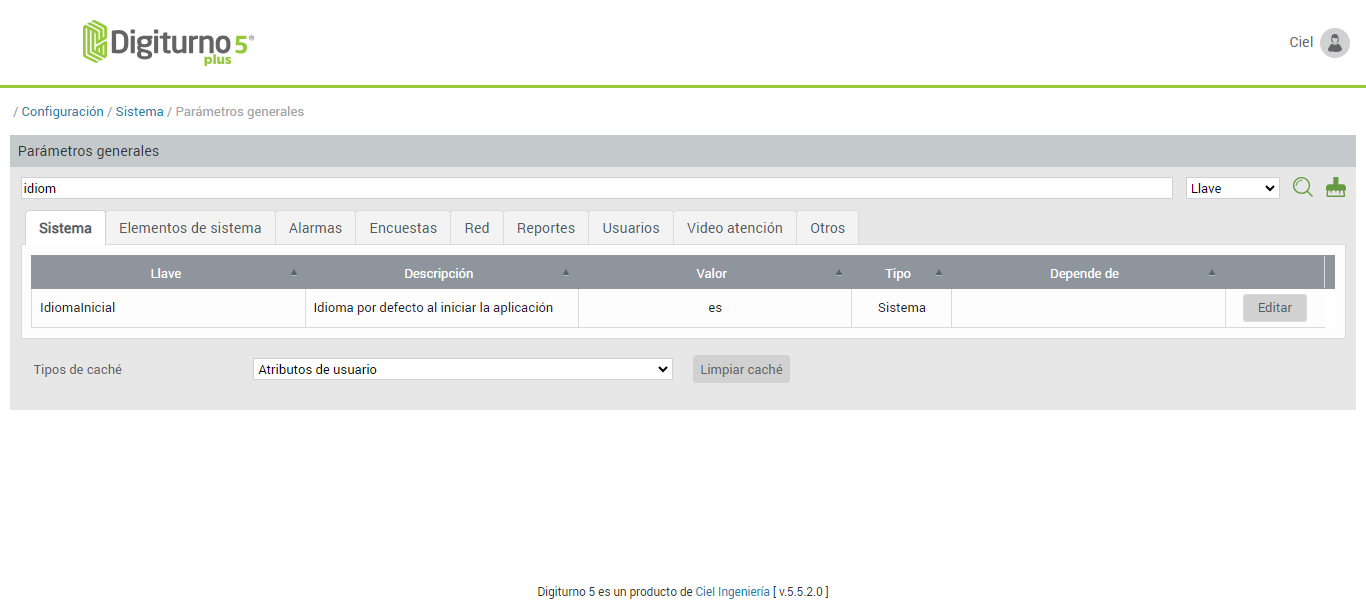 Digiturno 5® plus
Ciel
/ Configuración / Sistema / Parámetros generales
Parámetros generales
idiom
Llave
Sistema Elementos de sistema Alarmas Encuestas Red Reportes Usuarios Video atención Otros
Llave Descripción Valor Tipo Depende de
IdiomaInicial Idioma por defecto al iniciar la aplicación es Sistema Editar
Tipos de caché Atributos de usuario Limpiar caché
Digiturno 5 es un producto de Ciel Ingeniería [ v.5.5.2.0 ]